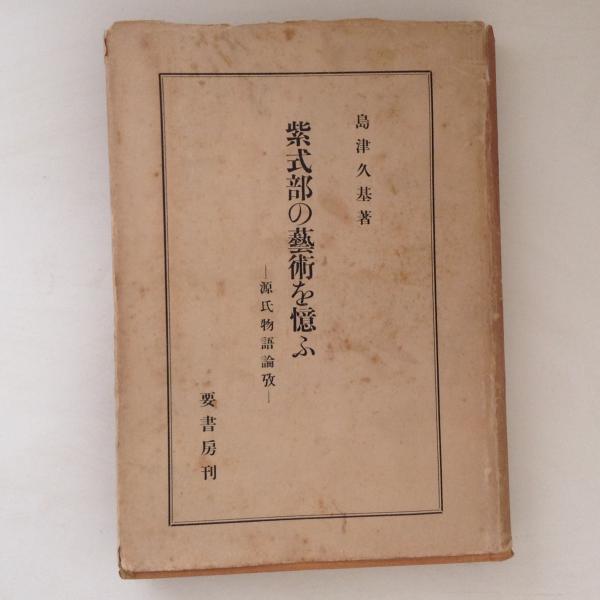 島津久基著
紫式部の藝術を憶ふ
―源氏物語論攷―
要書房刊